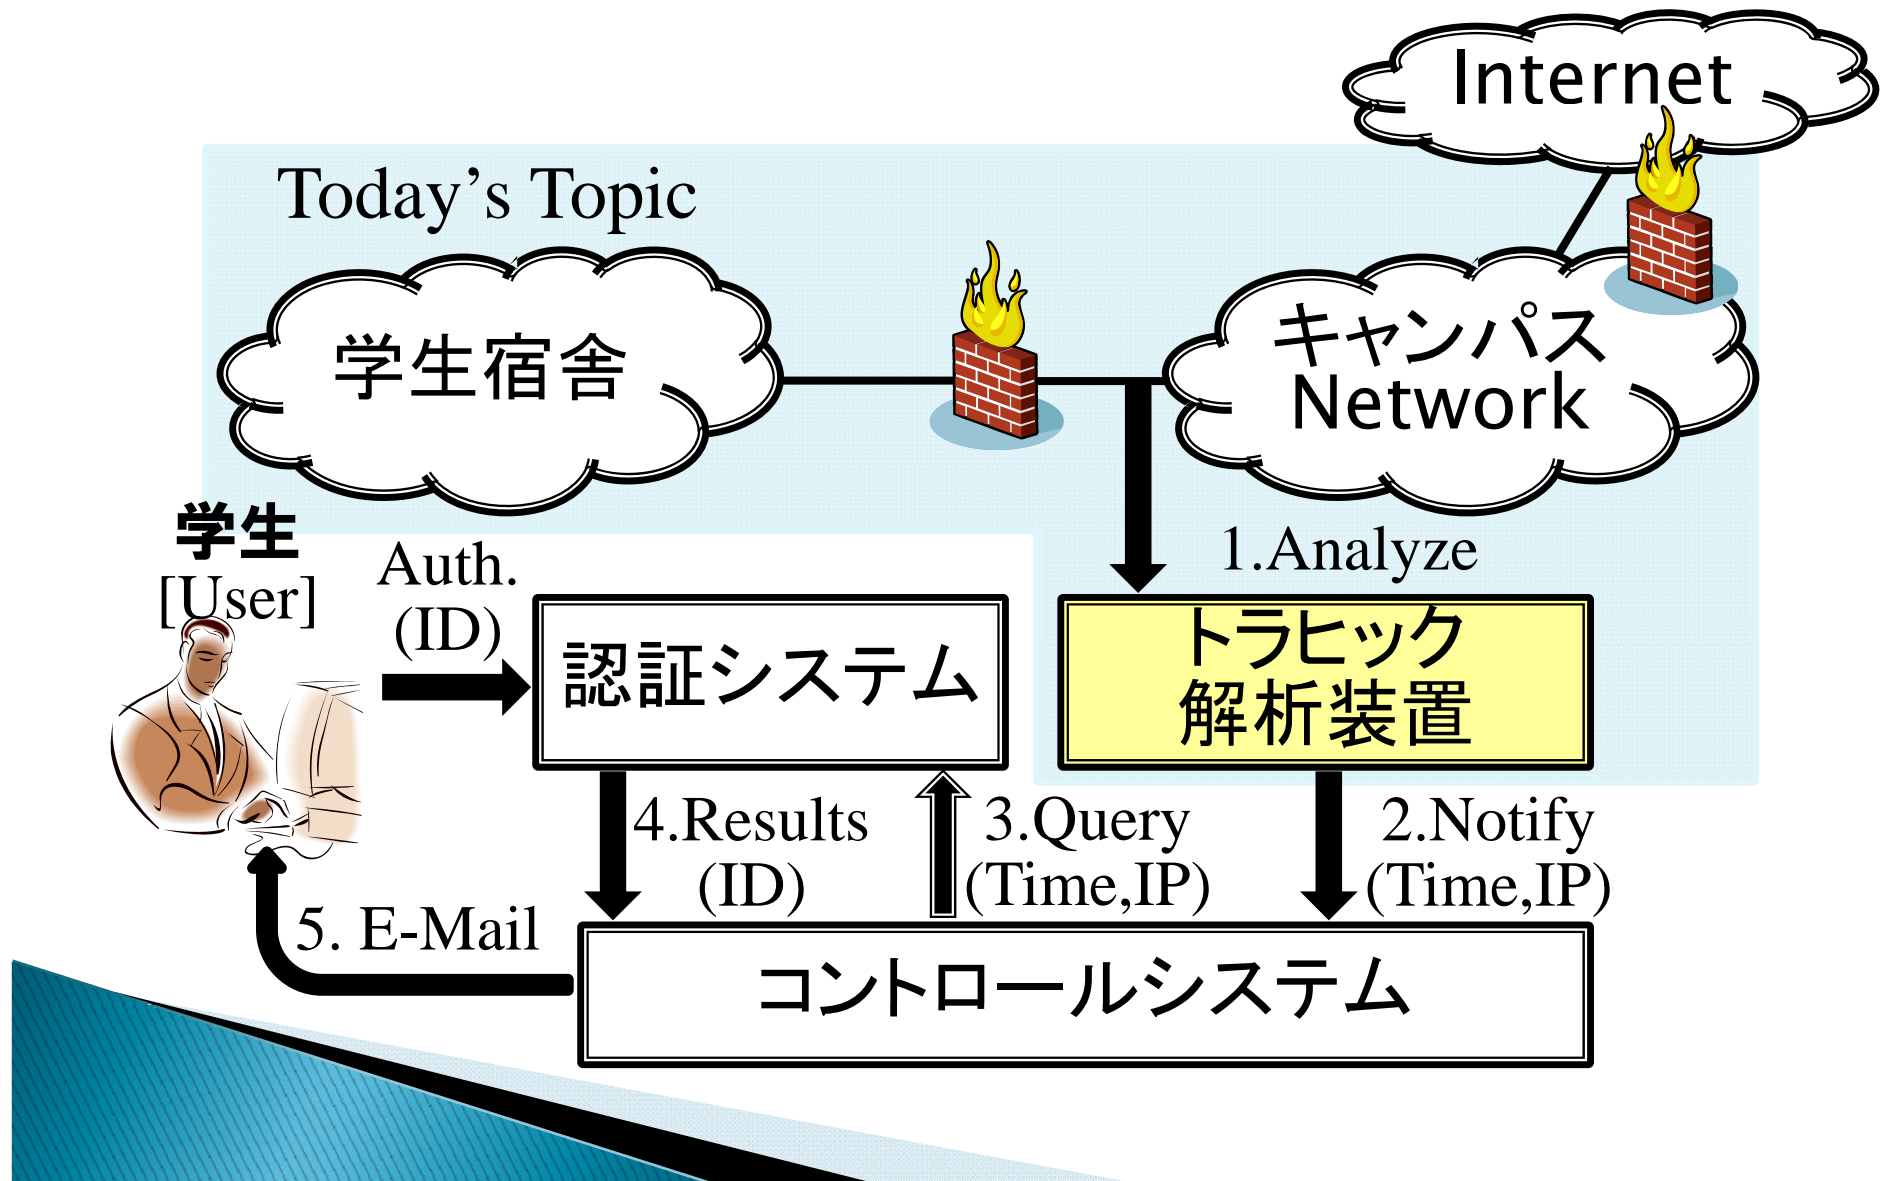 Internet
Today's Topic
学生宿舎
キャンパス
Network
学生
[User]
Auth.
(ID)
1.Analyze
認証システム
トラヒック
解析装置
4.Results
(ID)
3.Query
(Time,IP)
2.Notify
(Time,IP)
5. E-Mail
コントロールシステム